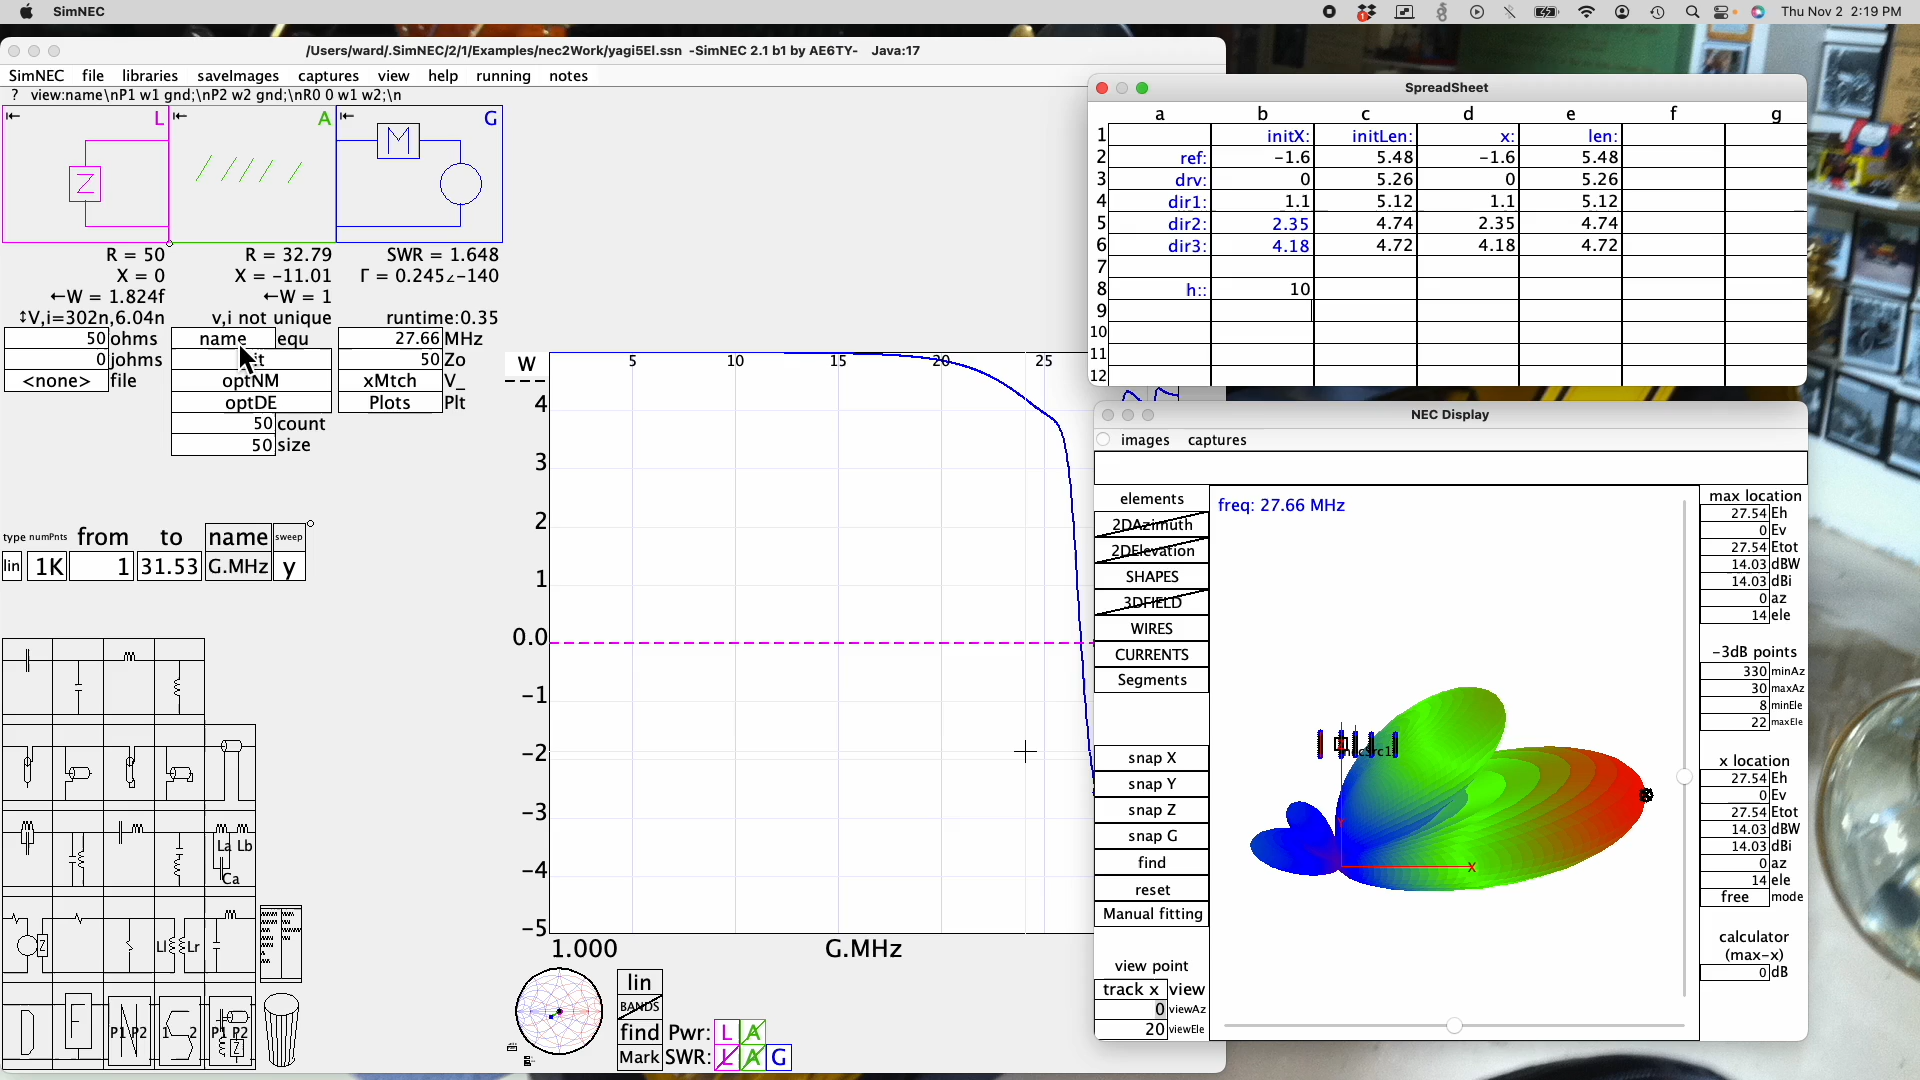 SimNEC
Thu Nov 2 2:19 PM
/Users/ward/.SimNEC/2/1/Examples/nec2Work/yagi5El.ssn -SimNEC 2.1 b1 by AE6TY- Java:17
SimNEC file libraries saveImages captures view help running notes
? view:name\nP1 w1 gnd;\nP2 w2 gnd;\nR0 0 w1 w2;\n
L A G
Z M
R = 50 R = 32.79 SWR = 1.648
X = 0 X = -11.01 Γ = 0.245∠-140
←W = 1.824f ←W = 1
↕V,i=302n,6.04n v,i not unique runtime:0.35
50 ohms name equ 27.66 MHz
0 johms it 50 Zo
<none> file optNM xMtch V_
optDE Plots Plt
50 count
50 size
type numPnts from to name sweep
lin 1K 1 31.53 G.MHz y
La Lb
Ca
Z Ll Lr
D F N P1 P2 S 1 2 P1 P2 Z
W 5 10 15 20 25
4
3
2
1
0.0
-1
-2
-3
-4
-5
1.000 G.MHz
lin
BANDS
find Pwr: L A
Mark SWR: L A G
SpreadSheet
a b c d e f g
1 initX: initLen: x: len:
2 ref: -1.6 5.48 -1.6 5.48
3 drv: 0 5.26 0 5.26
4 dir1: 1.1 5.12 1.1 5.12
5 dir2: 2.35 4.74 2.35 4.74
6 dir3: 4.18 4.72 4.18 4.72
7
8 h:: 10
9
10
11
12
NEC Display
images captures
elements
2DAzimuth
2DElevation
SHAPES
3DFIELD
WIRES
CURRENTS
Segments
snap X
snap Y
snap Z
snap G
find
reset
Manual fitting
view point
track x view
0 viewAz
20 viewEle
freq: 27.66 MHz
X
max location
27.54 Eh
0 Ev
27.54 Etot
14.03 dBW
14.03 dBi
0 az
14 ele
-3dB points
330 minAz
30 maxAz
8 minEle
22 maxEle
x location
27.54 Eh
0 Ev
27.54 Etot
14.03 dBW
14.03 dBi
0 az
14 ele
free mode
calculator
(max-x)
0 dB